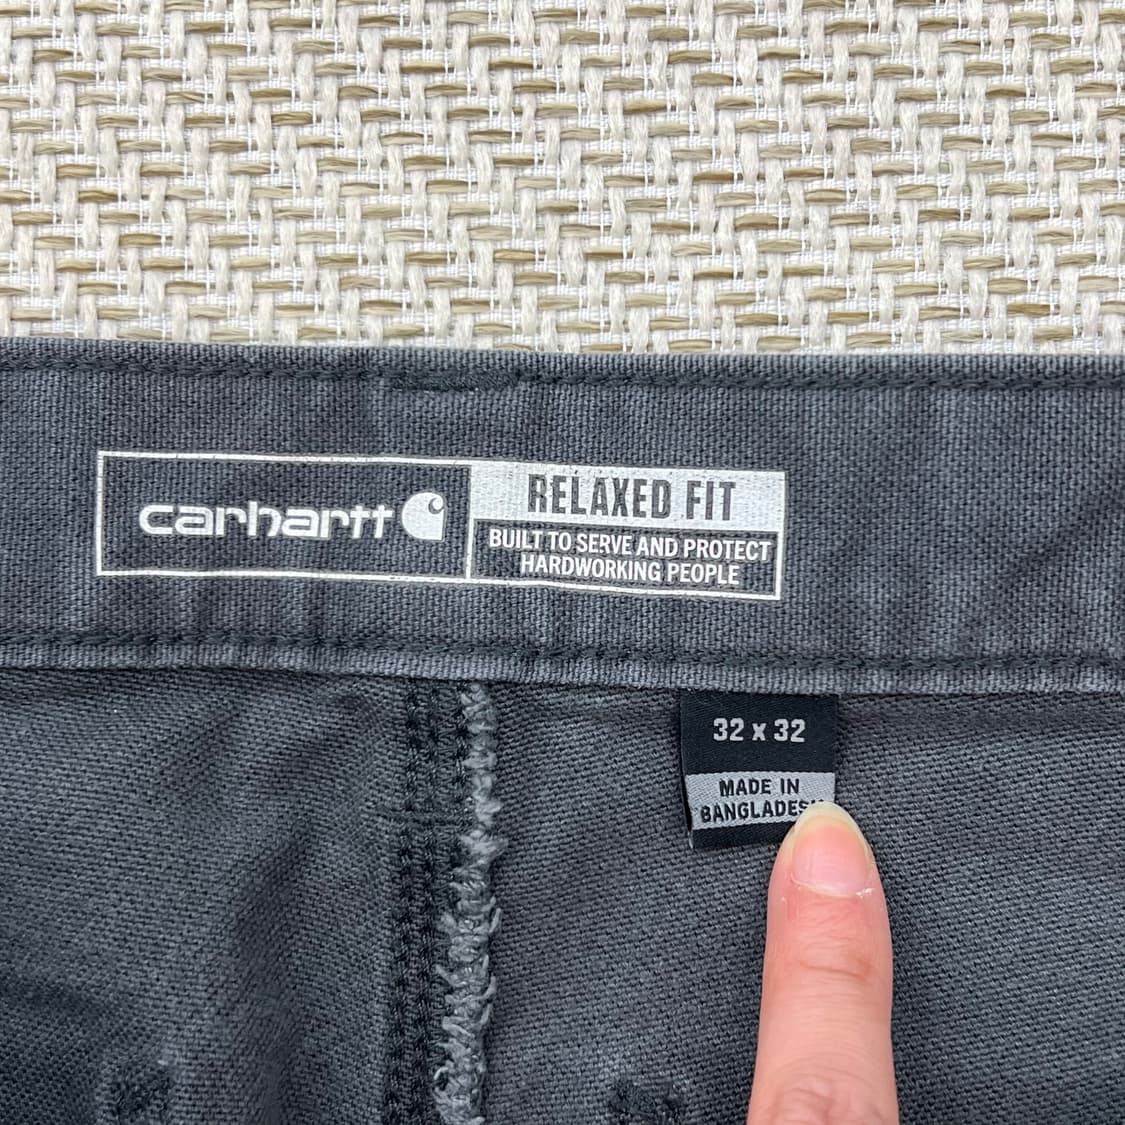 carhartt
RELAXED FIT
BUILT TO SERVE AND PROTECT
HARDWORKING PEOPLE
32 x 32
MADE IN
BANGLADESH